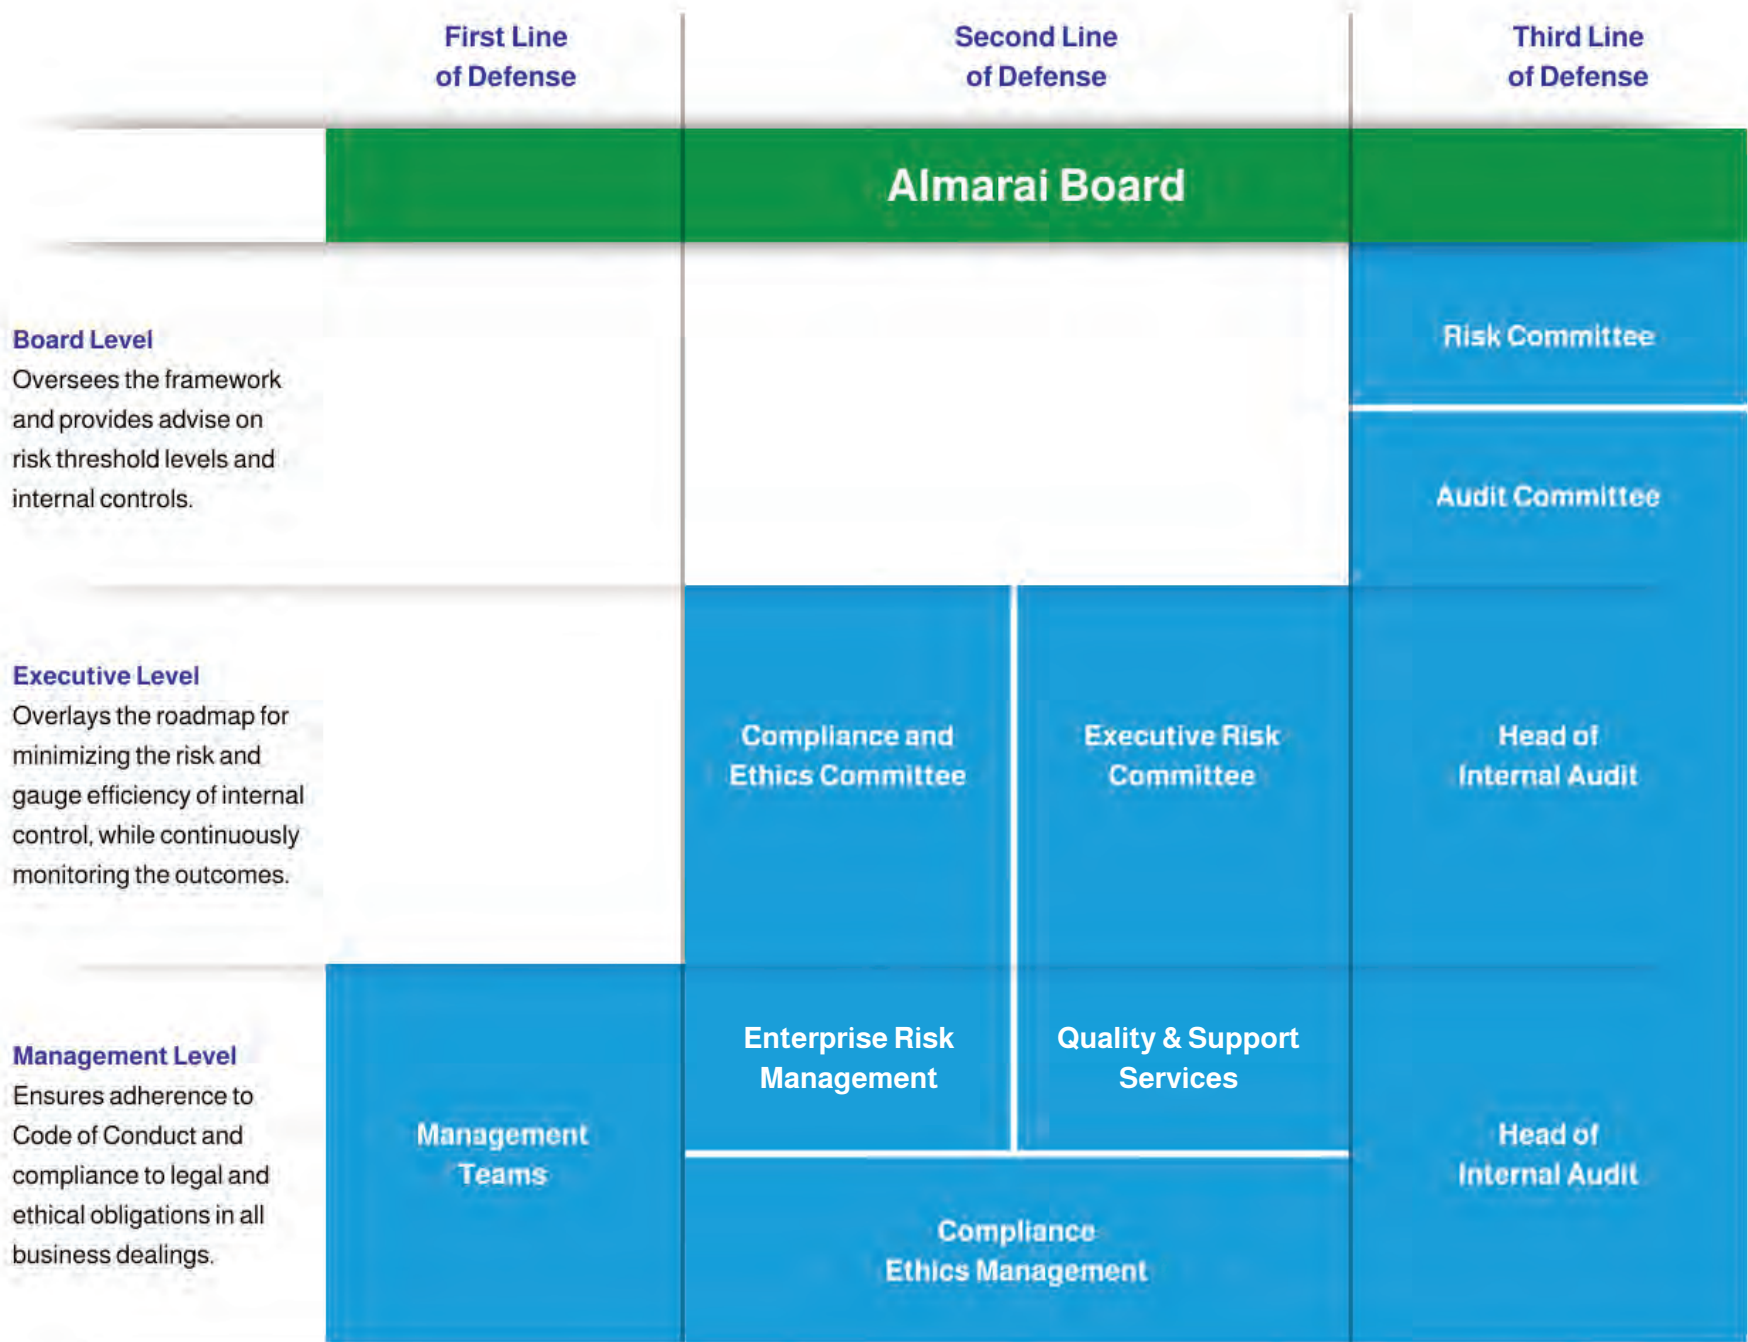 First Line
of Defense
Second Line
of Defense
Third Line
of Defense
Almarai Board
Board Level
Oversees the framework
and provides advise on
risk threshold levels and
internal controls.
Risk Committee
Audit Committee
Executive Level
Overlays the roadmap for
minimizing the risk and
gauge efficiency of internal
control, while continuously
monitoring the outcomes.
Compliance and
Ethics Committee
Executive Risk
Committee
Head of
Internal Audit
Management Level
Ensures adherence to
Code of Conduct and
compliance to legal and
ethical obligations in all
business dealings.
Management
Teams
Enterprise Risk
Management
Quality & Support
Services
Compliance
Ethics Management
Head of
Internal Audit